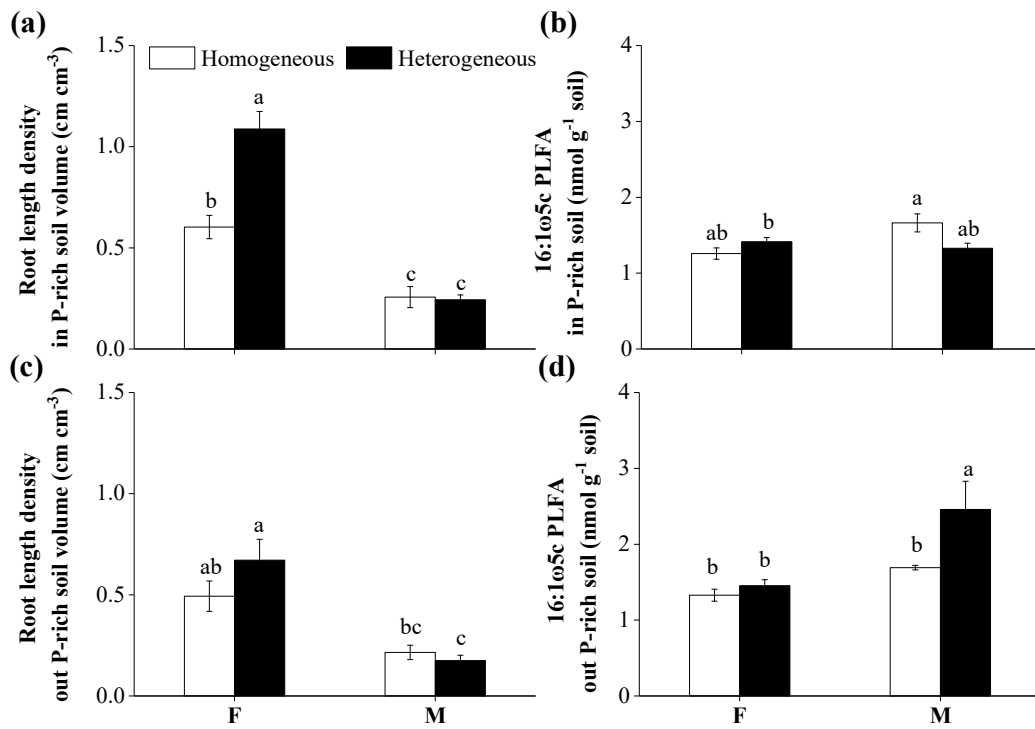 (a)
Root length density
in P-rich soil volume (cm cm⁻³)
1.5
1.0
0.5
0.0
Homogeneous
Heterogeneous
b
a
c
c
(b)
16:1ω5c PLFA
in P-rich soil (nmol g⁻¹ soil)
4
3
2
1
0
ab
b
a
ab
(c)
Root length density
out P-rich soil volume (cm cm⁻³)
1.5
1.0
0.5
0.0
ab
a
bc
c
F
M
(d)
16:1ω5c PLFA
out P-rich soil (nmol g⁻¹ soil)
4
3
2
1
0
b
b
b
a
F
M